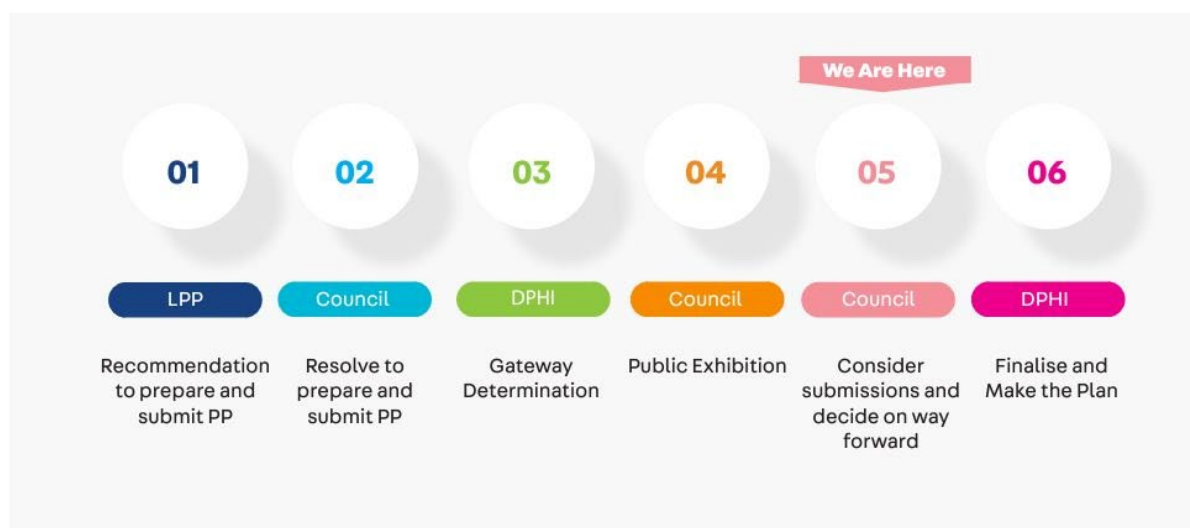 We Are Here
01
02
03
04
05
06
LPP
Council
DPHI
Council
Council
DPHI
Recommendation
to prepare and
submit PP
Resolve to
prepare and
submit PP
Gateway
Determination
Public Exhibition
Consider
submissions and
decide on way
forward
Finalise and
Make the Plan